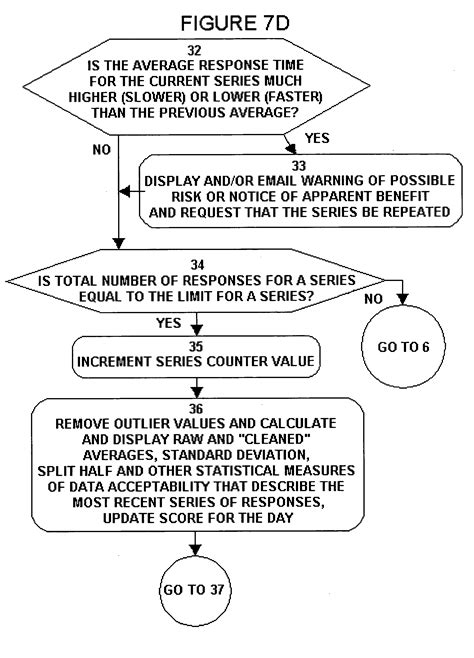 FIGURE 7D
32
IS THE AVERAGE RESPONSE TIME
FOR THE CURRENT SERIES MUCH
HIGHER (SLOWER) OR LOWER (FASTER)
THAN THE PREVIOUS AVERAGE?
YES
NO
33
DISPLAY AND/OR EMAIL WARNING OF POSSIBLE
RISK OR NOTICE OF APPARENT BENEFIT
AND REQUEST THAT THE SERIES BE REPEATED
34
IS TOTAL NUMBER OF RESPONSES FOR A SERIES
EQUAL TO THE LIMIT FOR A SERIES?
NO
YES
GO TO 6
35
INCREMENT SERIES COUNTER VALUE
36
REMOVE OUTLIER VALUES AND CALCULATE
AND DISPLAY RAW AND "CLEANED"
AVERAGES, STANDARD DEVIATION,
SPLIT HALF AND OTHER STATISTICAL MEASURES
OF DATA ACCEPTABILITY THAT DESCRIBE THE
MOST RECENT SERIES OF RESPONSES,
UPDATE SCORE FOR THE DAY
GO TO 37